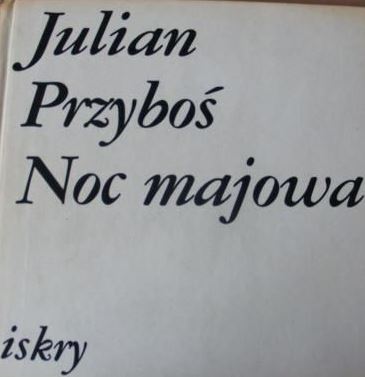 Julian
Przyboś
Noc majowa
iskry